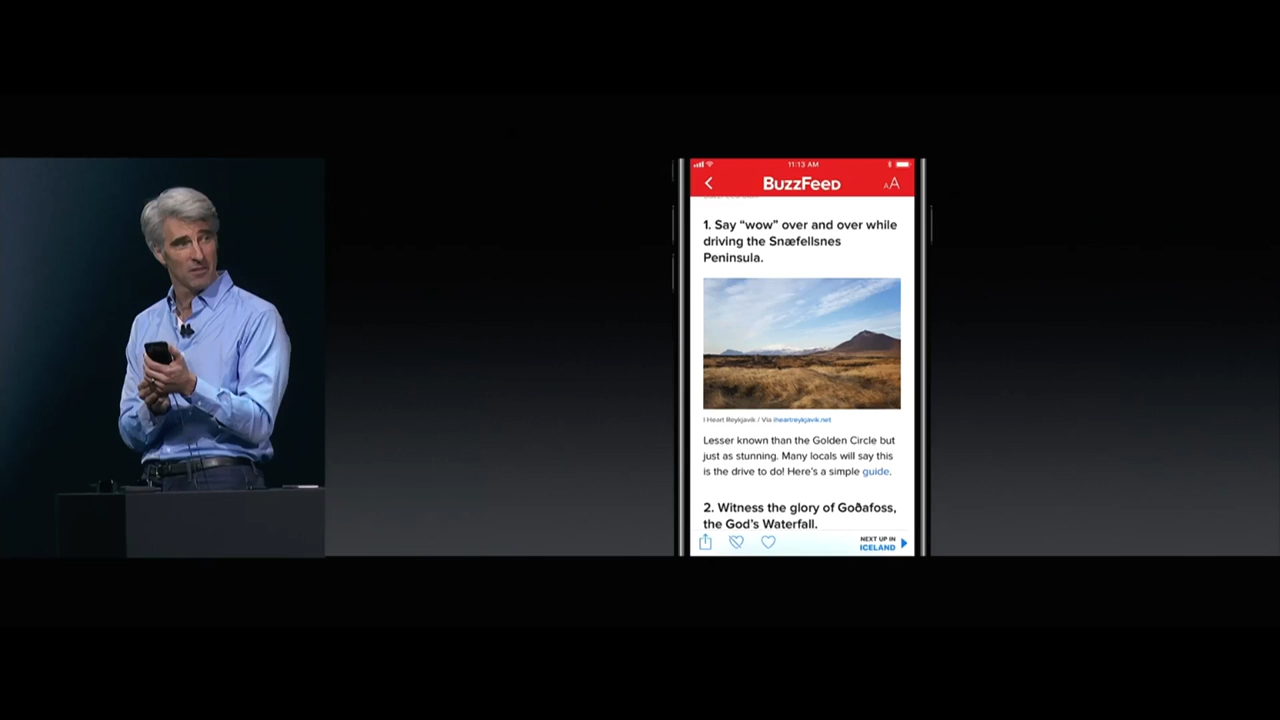 11:13 AM
BuzzFeed
AA
1. Say “wow” over and over while
driving the Snæfellsnes
Peninsula.
I Heart Reykjavik / Via iheartreykjavik.net
Lesser known than the Golden Circle but
just as stunning. Many locals will say this
is the drive to do! Here’s a simple guide.
2. Witness the glory of Goðafoss,
the God’s Waterfall.
NEXT UP IN
ICELAND